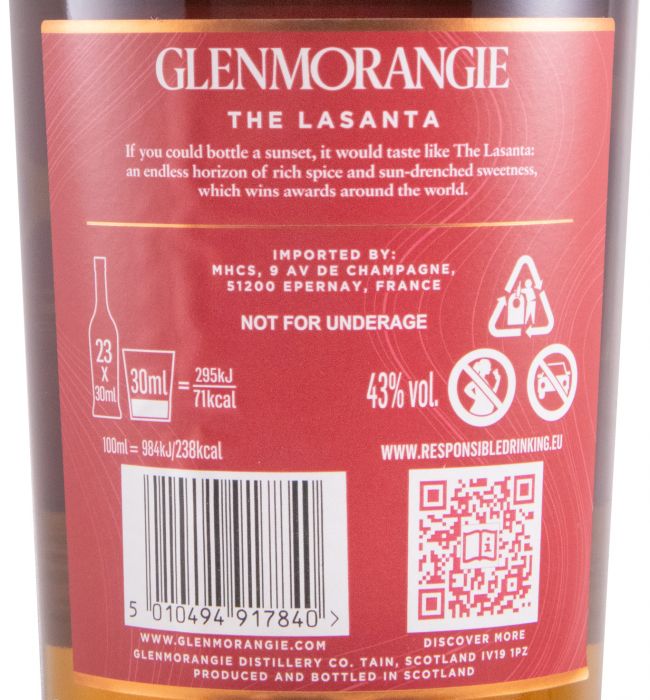 GLENMORANGIE
THE LASANTA
If you could bottle a sunset, it would taste like The Lasanta:
an endless horizon of rich spice and sun-drenched sweetness,
which wins awards around the world.
IMPORTED BY:
MHCS, 9 AV DE CHAMPAGNE,
51200 EPERNAY, FRANCE
NOT FOR UNDERAGE
23
x
30ml
30ml = 295kJ
71kcal
43% vol.
100ml = 984kJ/238kcal
WWW.RESPONSIBLEDRINKING.EU
5 010494 917840 >
WWW.GLENMORANGIE.COM
DISCOVER MORE
GLENMORANGIE DISTILLERY CO. TAIN, SCOTLAND IV19 1PZ
PRODUCED AND BOTTLED IN SCOTLAND